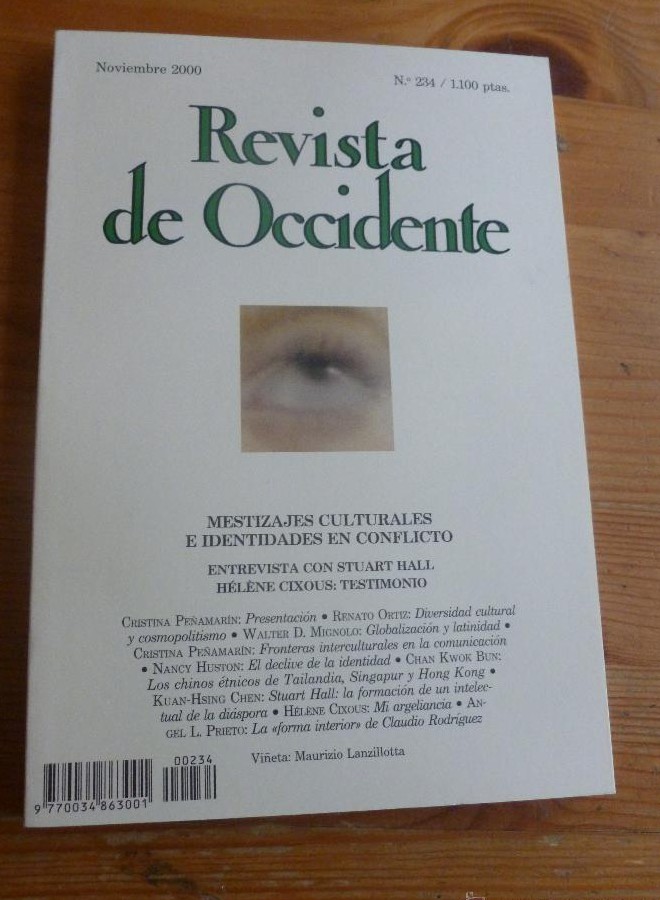 Noviembre 2000
N.º 234 / 1.100 ptas.
Revista
de Occidente
MESTIZAJES CULTURALES
E IDENTIDADES EN CONFLICTO
ENTREVISTA CON STUART HALL
HÉLÈNE CIXOUS: TESTIMONIO
CRISTINA PEÑAMARÍN: Presentación • RENATO ORTIZ: Diversidad cultural
y cosmopolitismo • WALTER D. MIGNOLO: Globalización y latinidad •
CRISTINA PEÑAMARÍN: Fronteras interculturales en la comunicación
• NANCY HUSTON: El declive de la identidad • CHAN KWOK BUN:
Los chinos étnicos de Tailandia, Singapur y Hong Kong •
KUAN-HSING CHEN: Stuart Hall: la formación de un intelec-
tual de la diáspora • HÉLÈNE CIXOUS: Mi argeliancia • AN-
GEL L. PRIETO: La «forma interior» de Claudio Rodríguez
Viñeta: Maurizio Lanzillotta
00234
9 770034 863001